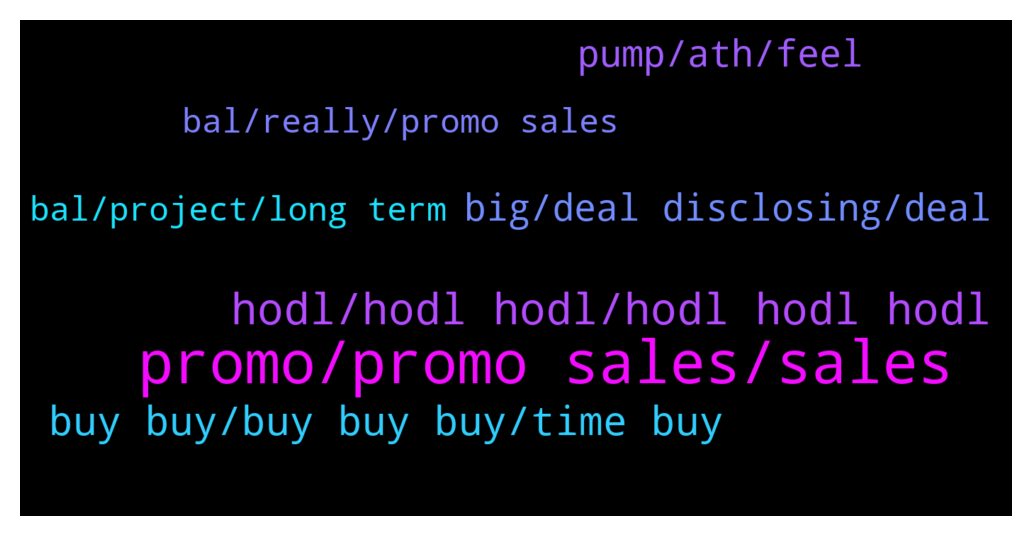 pump/ath/feel
bal/really/promo sales
bal/project/long term
big/deal disclosing/deal
hodl/hodl hodl/hodl hodl hodl
promo/promo sales/sales
buy buy/buy buy buy/time buy